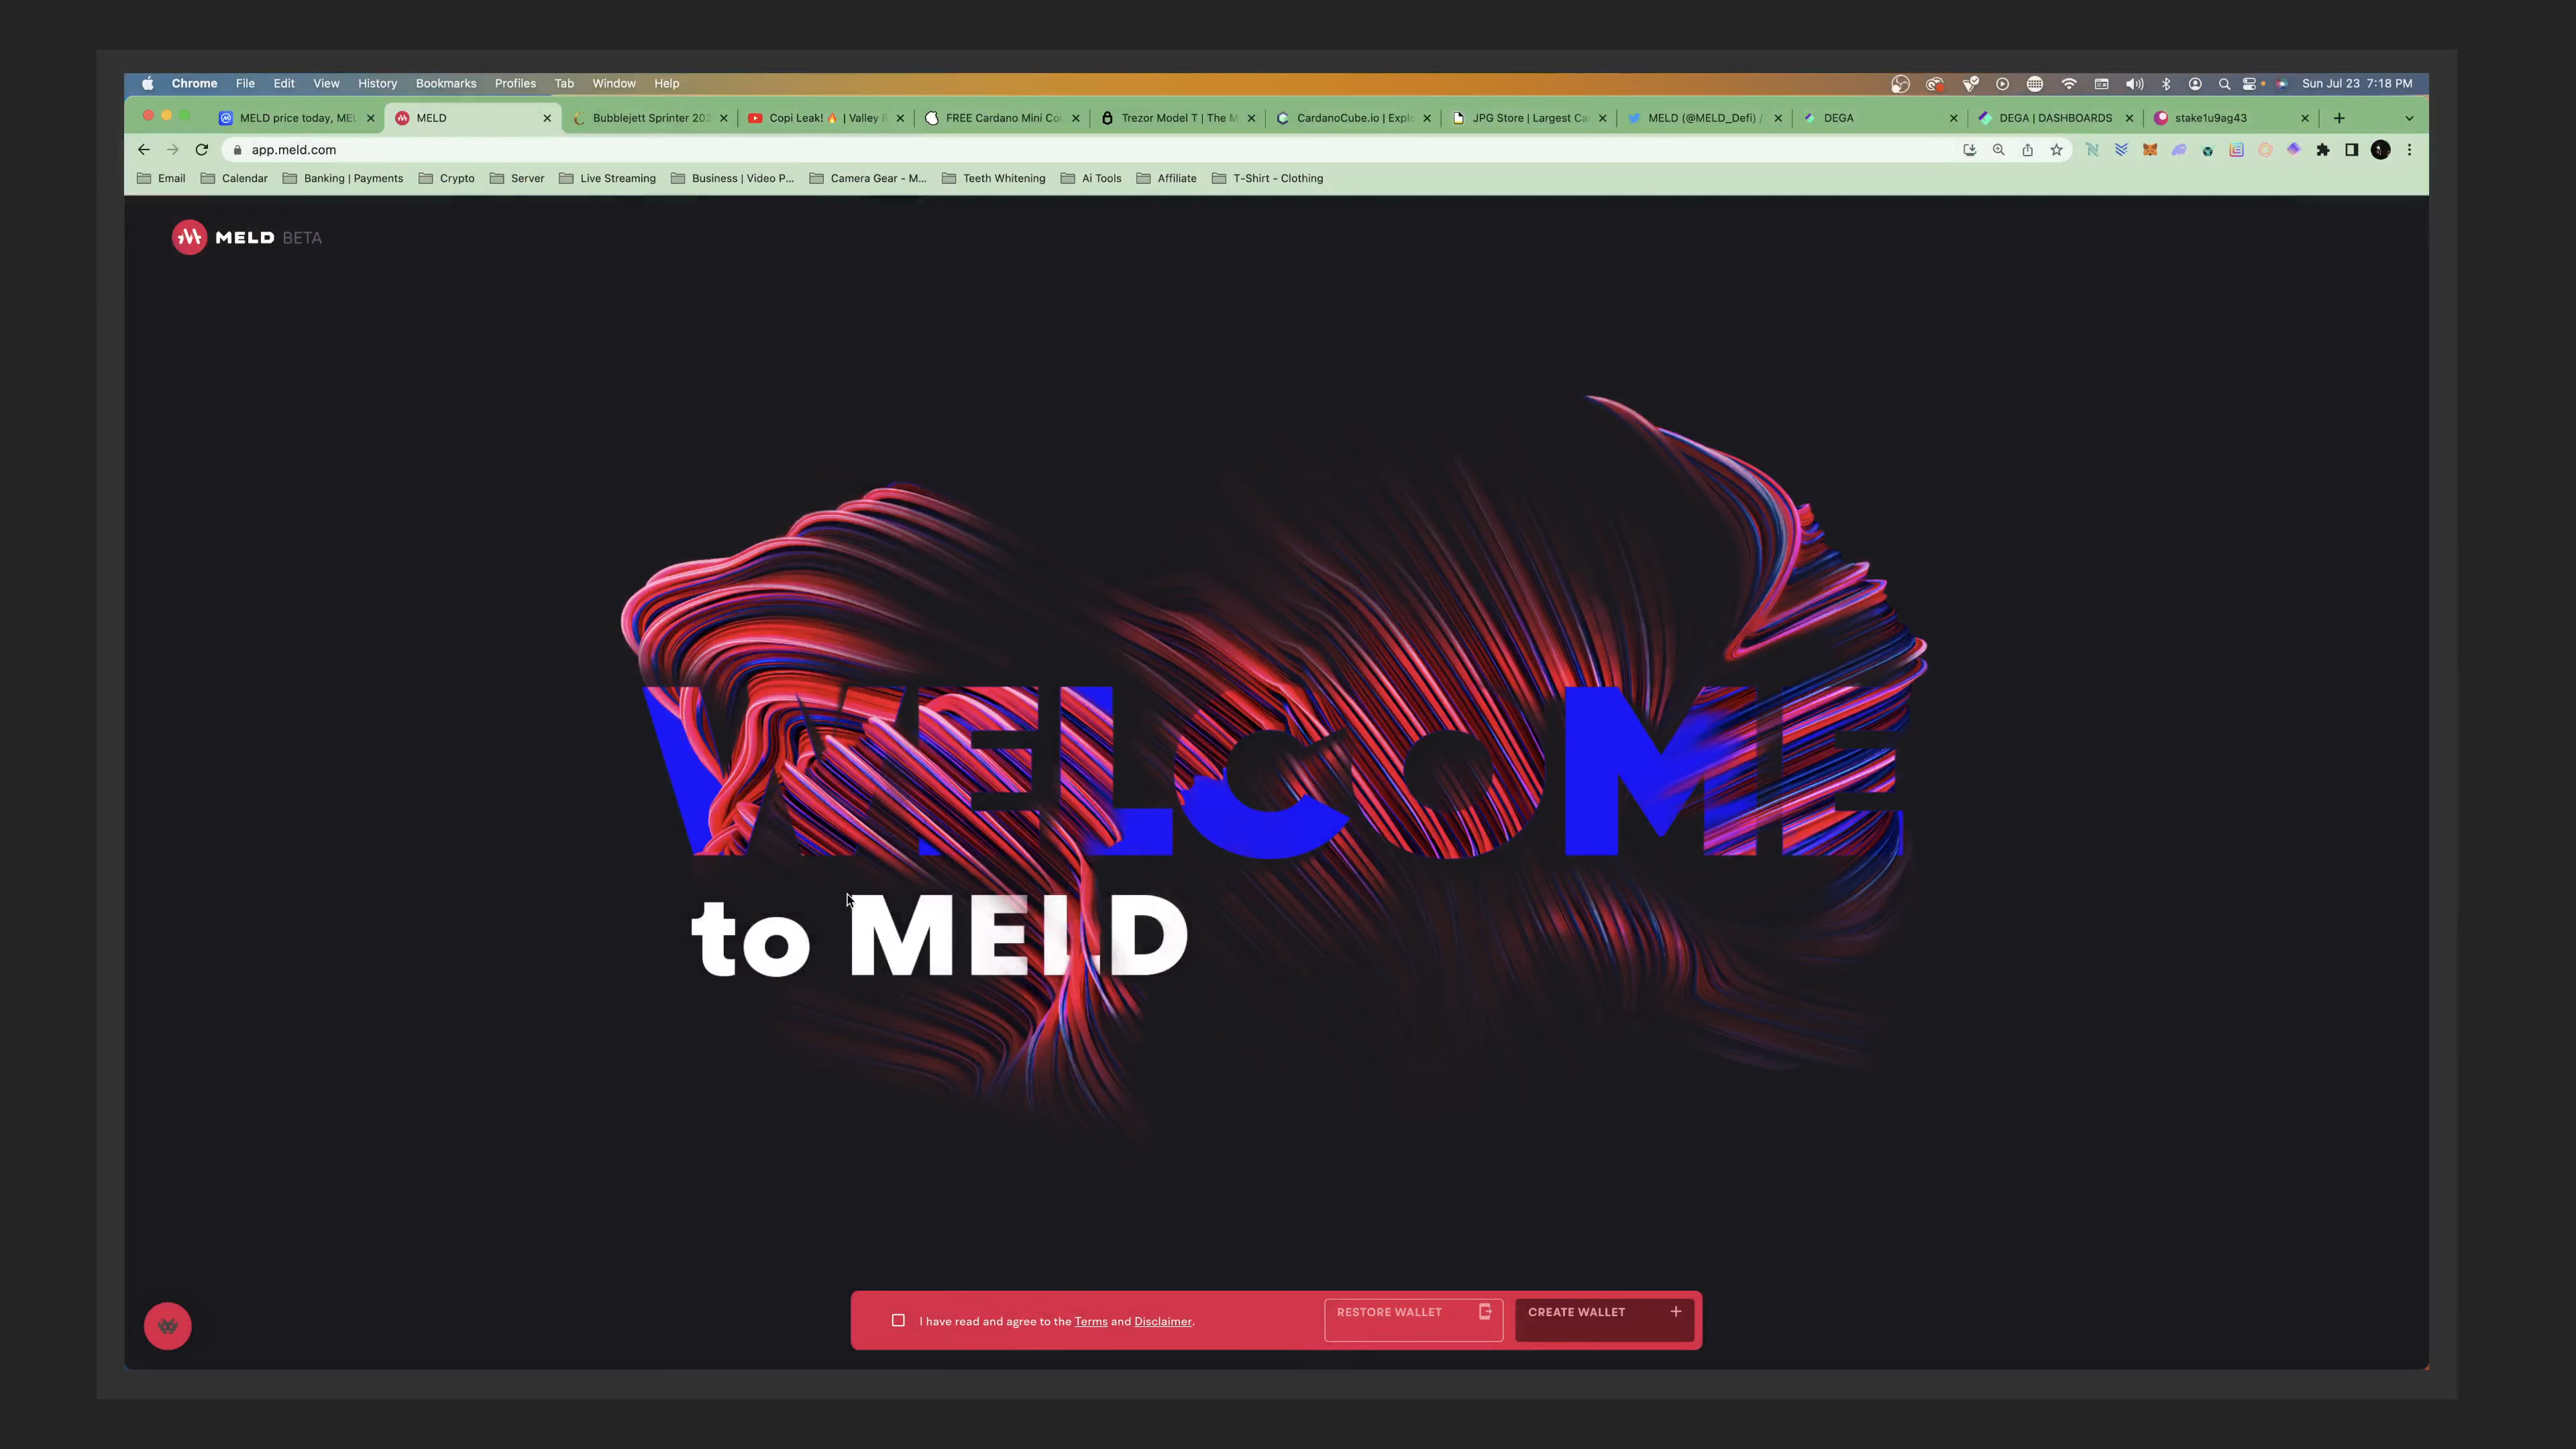 Chrome File Edit View History Bookmarks Profiles Tab Window Help Sun Jul 23 7:18 PM
MELD price today, MEL MELD Bubblejett Sprinter 202 Copi Leak! 🔥 | Valley R FREE Cardano Mini Cou Trezor Model T | The M CardanoCube.io | Explo JPG Store | Largest Ca MELD (@MELD_Defi) / DEGA DEGA | DASHBOARDS stake1u9ag43
app.meld.com
Email Calendar Banking | Payments Crypto Server Live Streaming Business | Video P... Camera Gear - M... Teeth Whitening Ai Tools Affiliate T-Shirt - Clothing
MELD BETA
WELCOME
to MELD
I have read and agree to the Terms and Disclaimer. RESTORE WALLET CREATE WALLET +